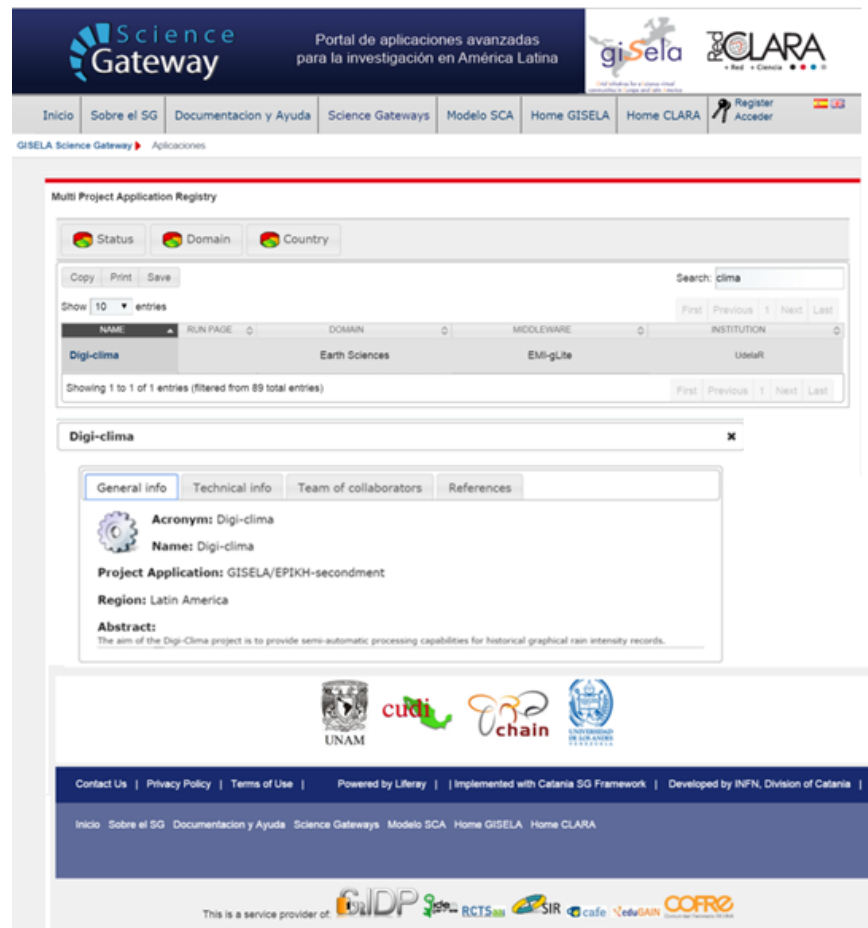 Science
Gateway
Portal de aplicaciones avanzadas
para la investigación en América Latina
giSela
Red CLARA
+ Red + Ciencia
Inicio Sobre el SG Documentacion y Ayuda Science Gateways Modelo SCA Home GISELA Home CLARA Register
Acceder
GISELA Science Gateway Aplicaciones
Multi Project Application Registry
Status Domain Country
Copy Print Save Search: clima
Show 10 entries First Previous 1 Next Last
NAME RUN PAGE DOMAIN MIDDLEWARE INSTITUTION
Digi-clima Earth Sciences EMI-gLite UdelaR
Showing 1 to 1 of 1 entries (filtered from 89 total entries) First Previous 1 Next Last
Digi-clima
General info Technical info Team of collaborators References
Acronym: Digi-clima
Name: Digi-clima
Project Application: GISELA/EPIKH-secondment
Region: Latin America
Abstract:
The aim of the Digi-Clima project is to provide semi-automatic processing capabilities for historical graphical rain intensity records.
UNAM
cudi
chain
UNIVERSIDAD
DE LOS ANDES
VENEZUELA
Contact Us | Privacy Policy | Terms of Use | Powered by Liferay | | Implemented with Catania SG Framework | Developed by INFN, Division of Catania |
Inicio Sobre el SG Documentacion y Ayuda Science Gateways Modelo SCA Home GISELA Home CLARA
This is a service provider of: IDP RCTSaai SIR cafe eduGAIN COFRe